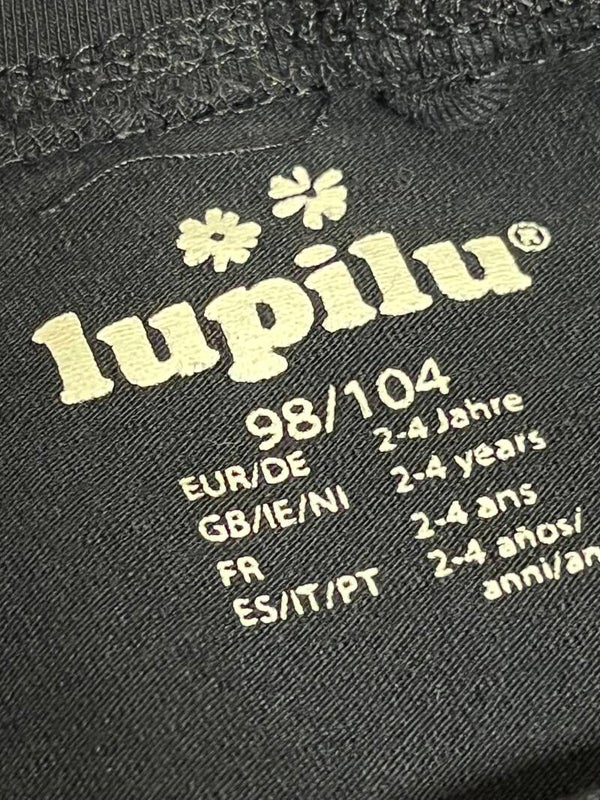 lupilu®
98/104
EUR/DE 2-4 Jahre
GB/IE/NI 2-4 years
FR 2-4 ans
ES/IT/PT 2-4 años/
anni/an